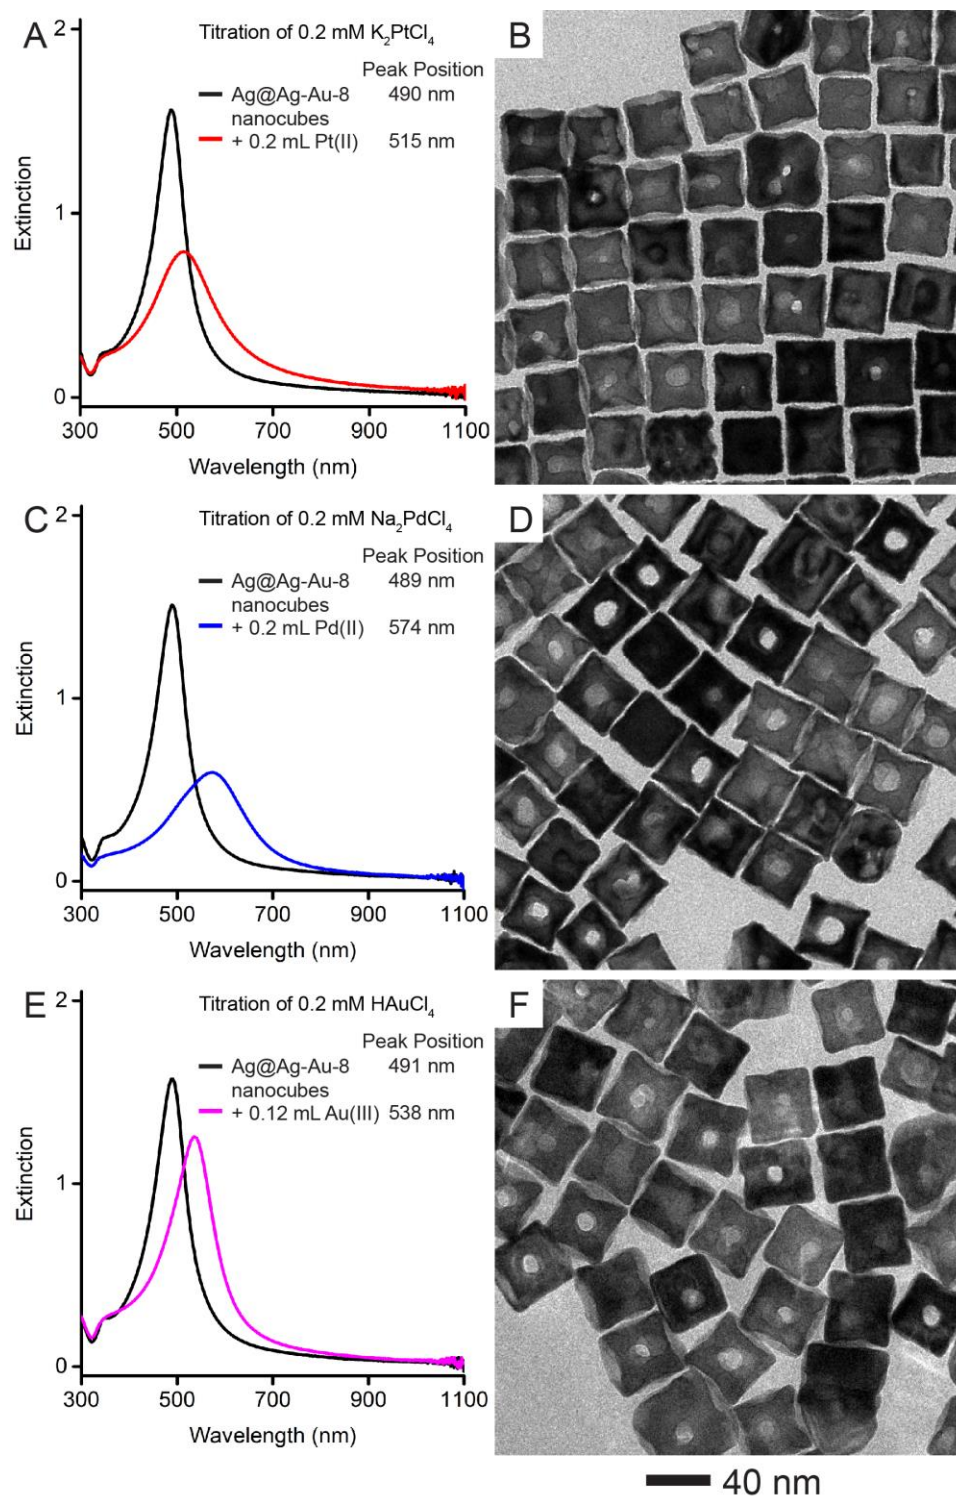 A
Titration of 0.2 mM K₂PtCl₄
Peak Position
Ag@Ag-Au-8 490 nm
nanocubes
+ 0.2 mL Pt(II) 515 nm
2
1
0
Extinction
300 500 700 900 1100
Wavelength (nm)
B
C
Titration of 0.2 mM Na₂PdCl₄
Peak Position
Ag@Ag-Au-8 489 nm
nanocubes
+ 0.2 mL Pd(II) 574 nm
2
1
0
Extinction
300 500 700 900 1100
Wavelength (nm)
D
E
Titration of 0.2 mM HAuCl₄
Peak Position
Ag@Ag-Au-8 491 nm
nanocubes
+ 0.12 mL Au(III) 538 nm
2
1
0
Extinction
300 500 700 900 1100
Wavelength (nm)
F
40 nm